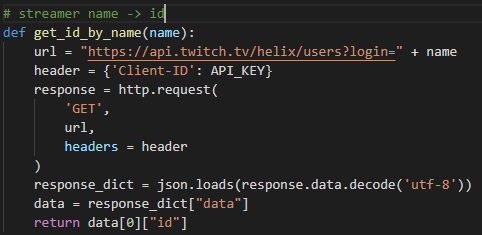 # streamer name -> id
def get_id_by_name(name):
    url = "https://api.twitch.tv/helix/users?login=" + name
    header = {'Client-ID': API_KEY}
    response = http.request(
        'GET',
        url,
        headers = header
    )
    response_dict = json.loads(response.data.decode('utf-8'))
    data = response_dict["data"]
    return data[0]["id"]